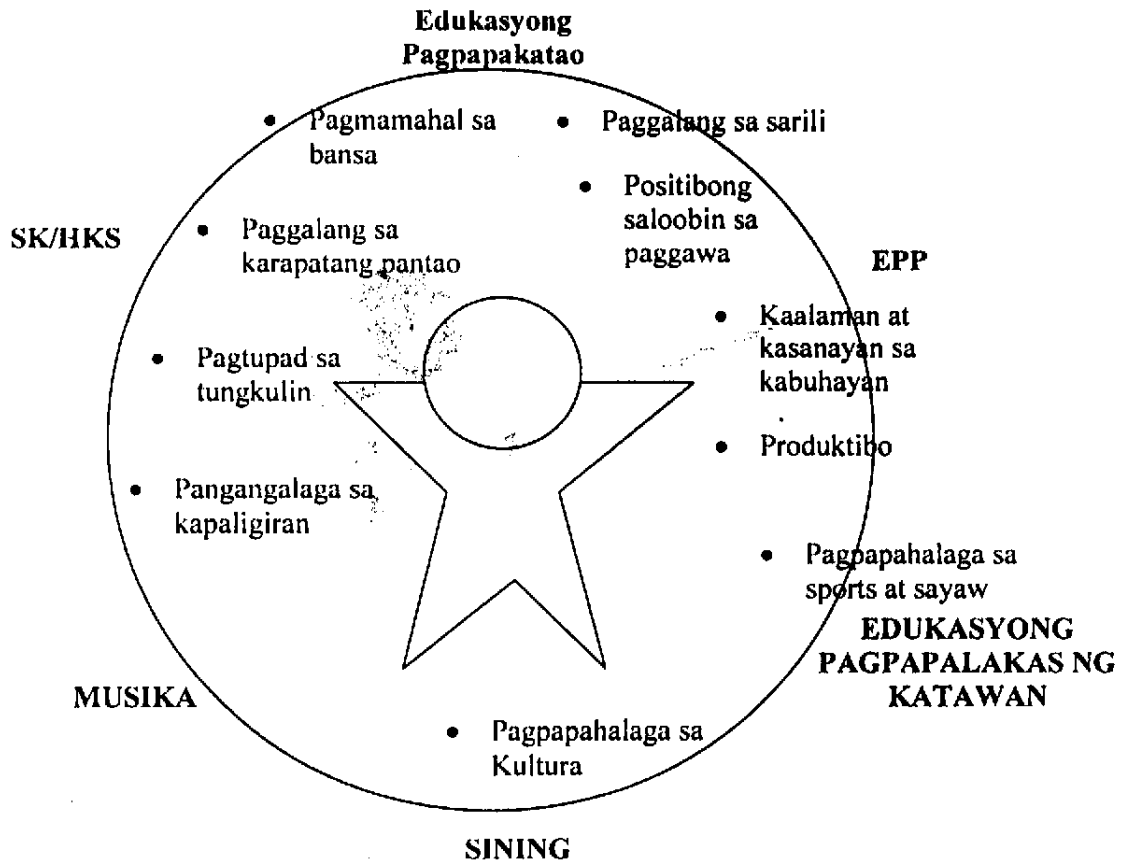 Edukasyong
Pagpapakatao
• Pagmamahal sa
bansa
• Paggalang sa sarili
• Positibong
saloobin sa
paggawa
SK/HKS
• Paggalang sa
karapatang pantao
EPP
• Kaalaman at
kasanayan sa
kabuhayan
• Pagtupad sa
tungkulin
• Produktibo
• Pangangalaga sa
kapaligiran
• Pagpapahalaga sa
sports at sayaw
EDUKASYONG
PAGPAPALAKAS NG
KATAWAN
MUSIKA
• Pagpapahalaga sa
Kultura
SINING